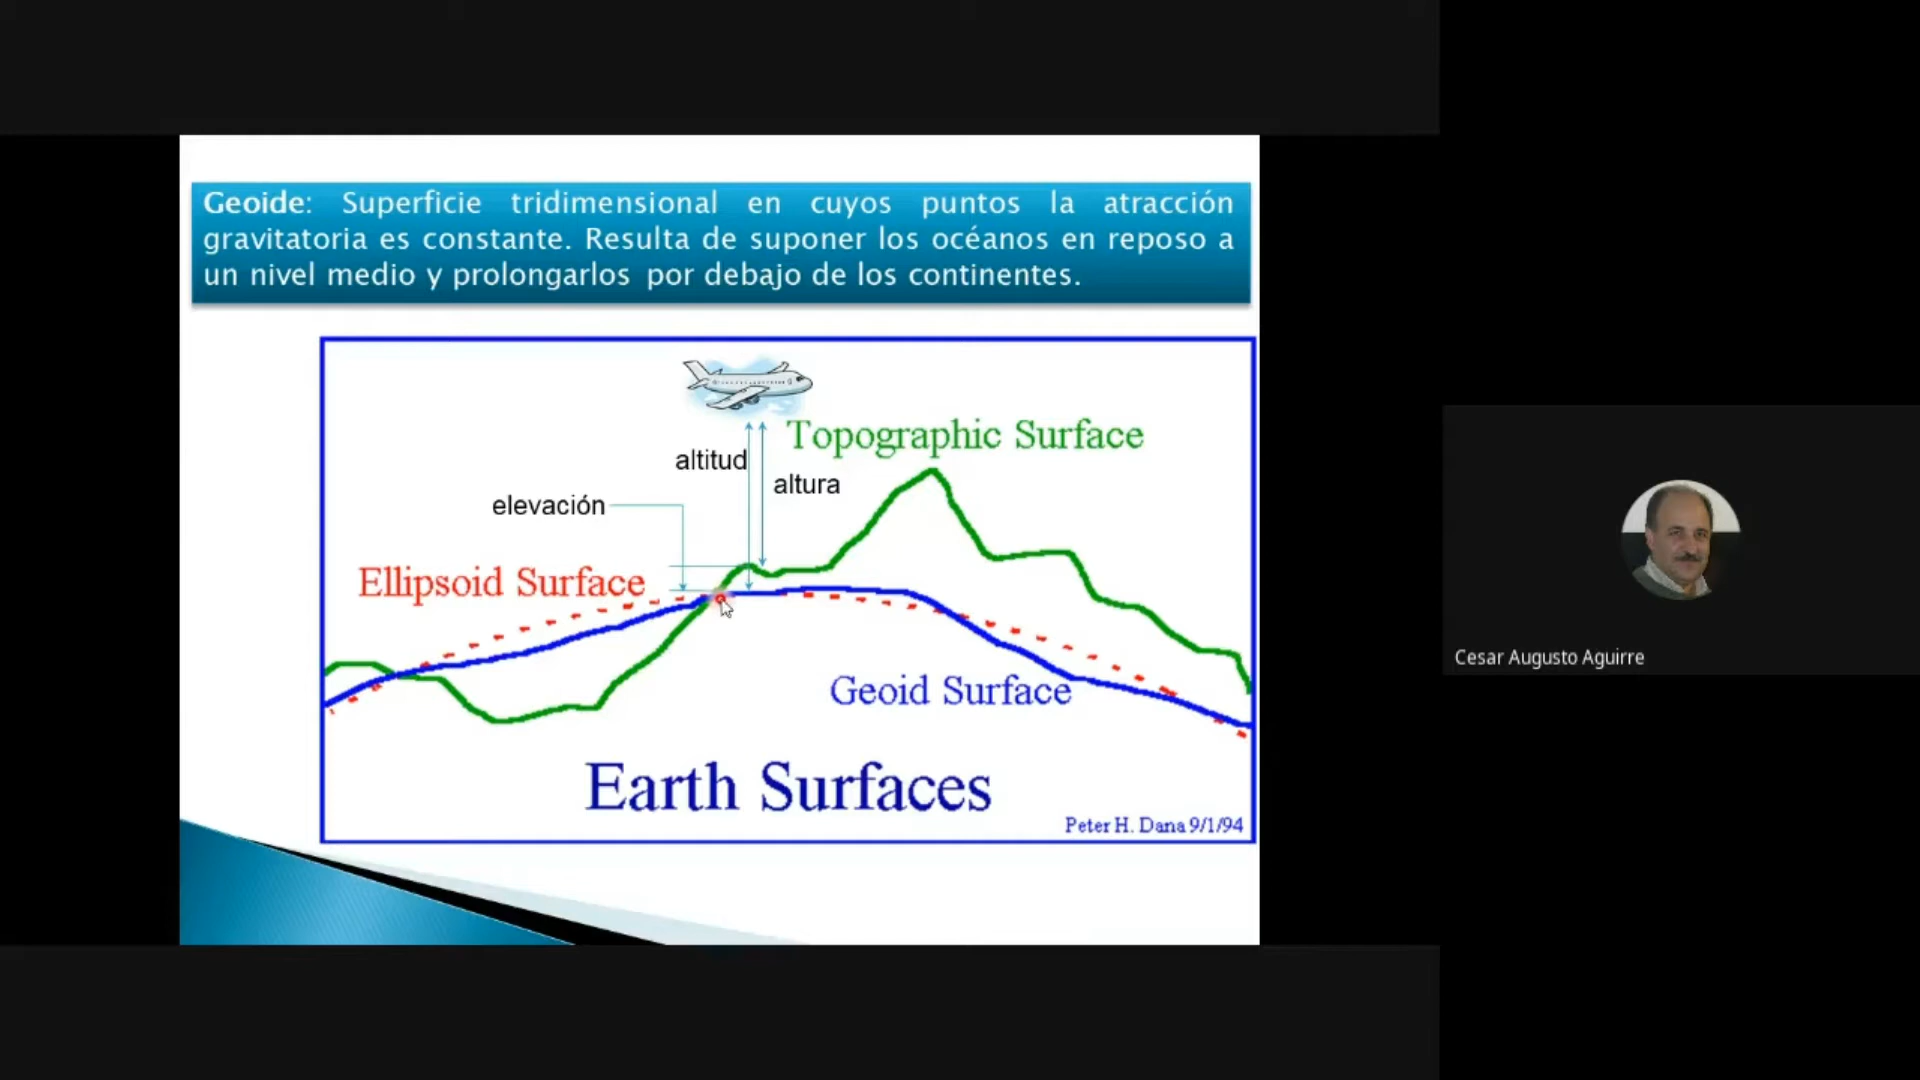 Geoide: Superficie tridimensional en cuyos puntos la atracción
gravitatoria es constante. Resulta de suponer los océanos en reposo a
un nivel medio y prolongarlos por debajo de los continentes.
Topographic Surface
altitud
altura
elevación
Ellipsoid Surface
Geoid Surface
Earth Surfaces
Peter H. Dana 9/1/94
Cesar Augusto Aguirre